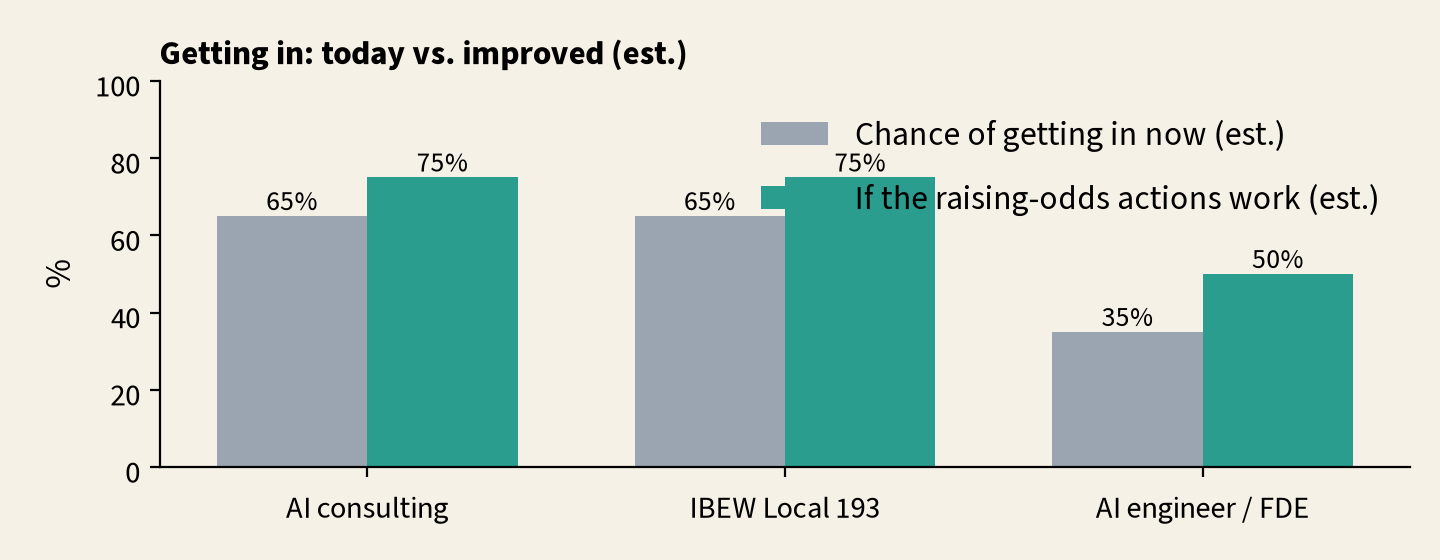 Getting in: today vs. improved (est.)
100
80
60
40
20
0
%
Chance of getting in now (est.)
If the raising-odds actions work (est.)
65%
75%
65%
75%
35%
50%
AI consulting
IBEW Local 193
AI engineer / FDE